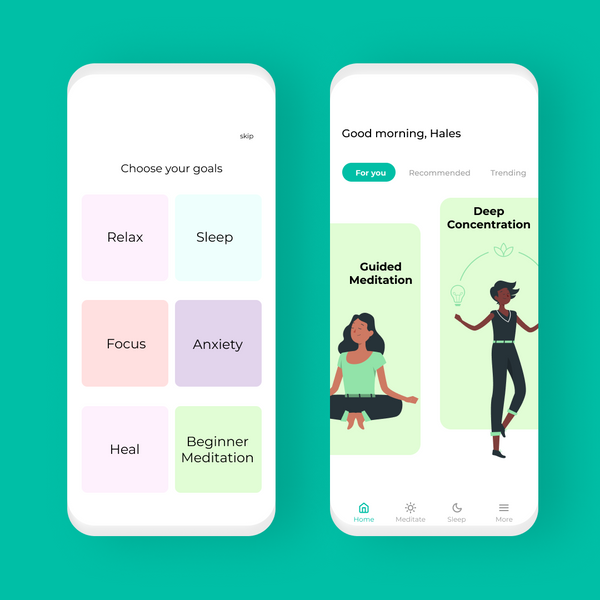 skip
Choose your goals
Relax
Sleep
Focus
Anxiety
Heal
Beginner
Meditation
Good morning, Hales
For you
Recommended
Trending
Guided
Meditation
Deep
Concentration
Home
Meditate
Sleep
More